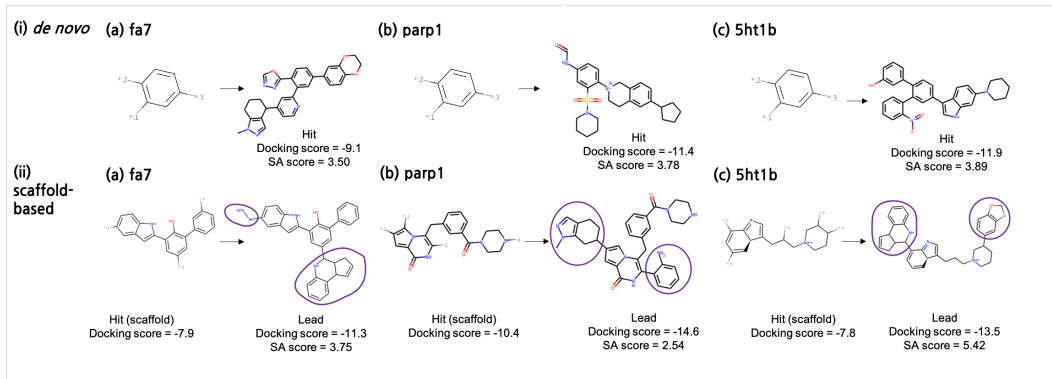 (i) de novo
(a) fa7
(b) parp1
(c) 5ht1b
Hit
Docking score = -9.1
SA score = 3.50
Hit
Docking score = -11.4
SA score = 3.78
Hit
Docking score = -11.9
SA score = 3.89
(ii)
scaffold-
based
(a) fa7
(b) parp1
(c) 5ht1b
Hit (scaffold)
Docking score = -7.9
Lead
Docking score = -11.3
SA score = 3.75
Hit (scaffold)
Docking score = -10.4
Lead
Docking score = -14.6
SA score = 2.54
Hit (scaffold)
Docking score = -7.8
Lead
Docking score = -13.5
SA score = 5.42